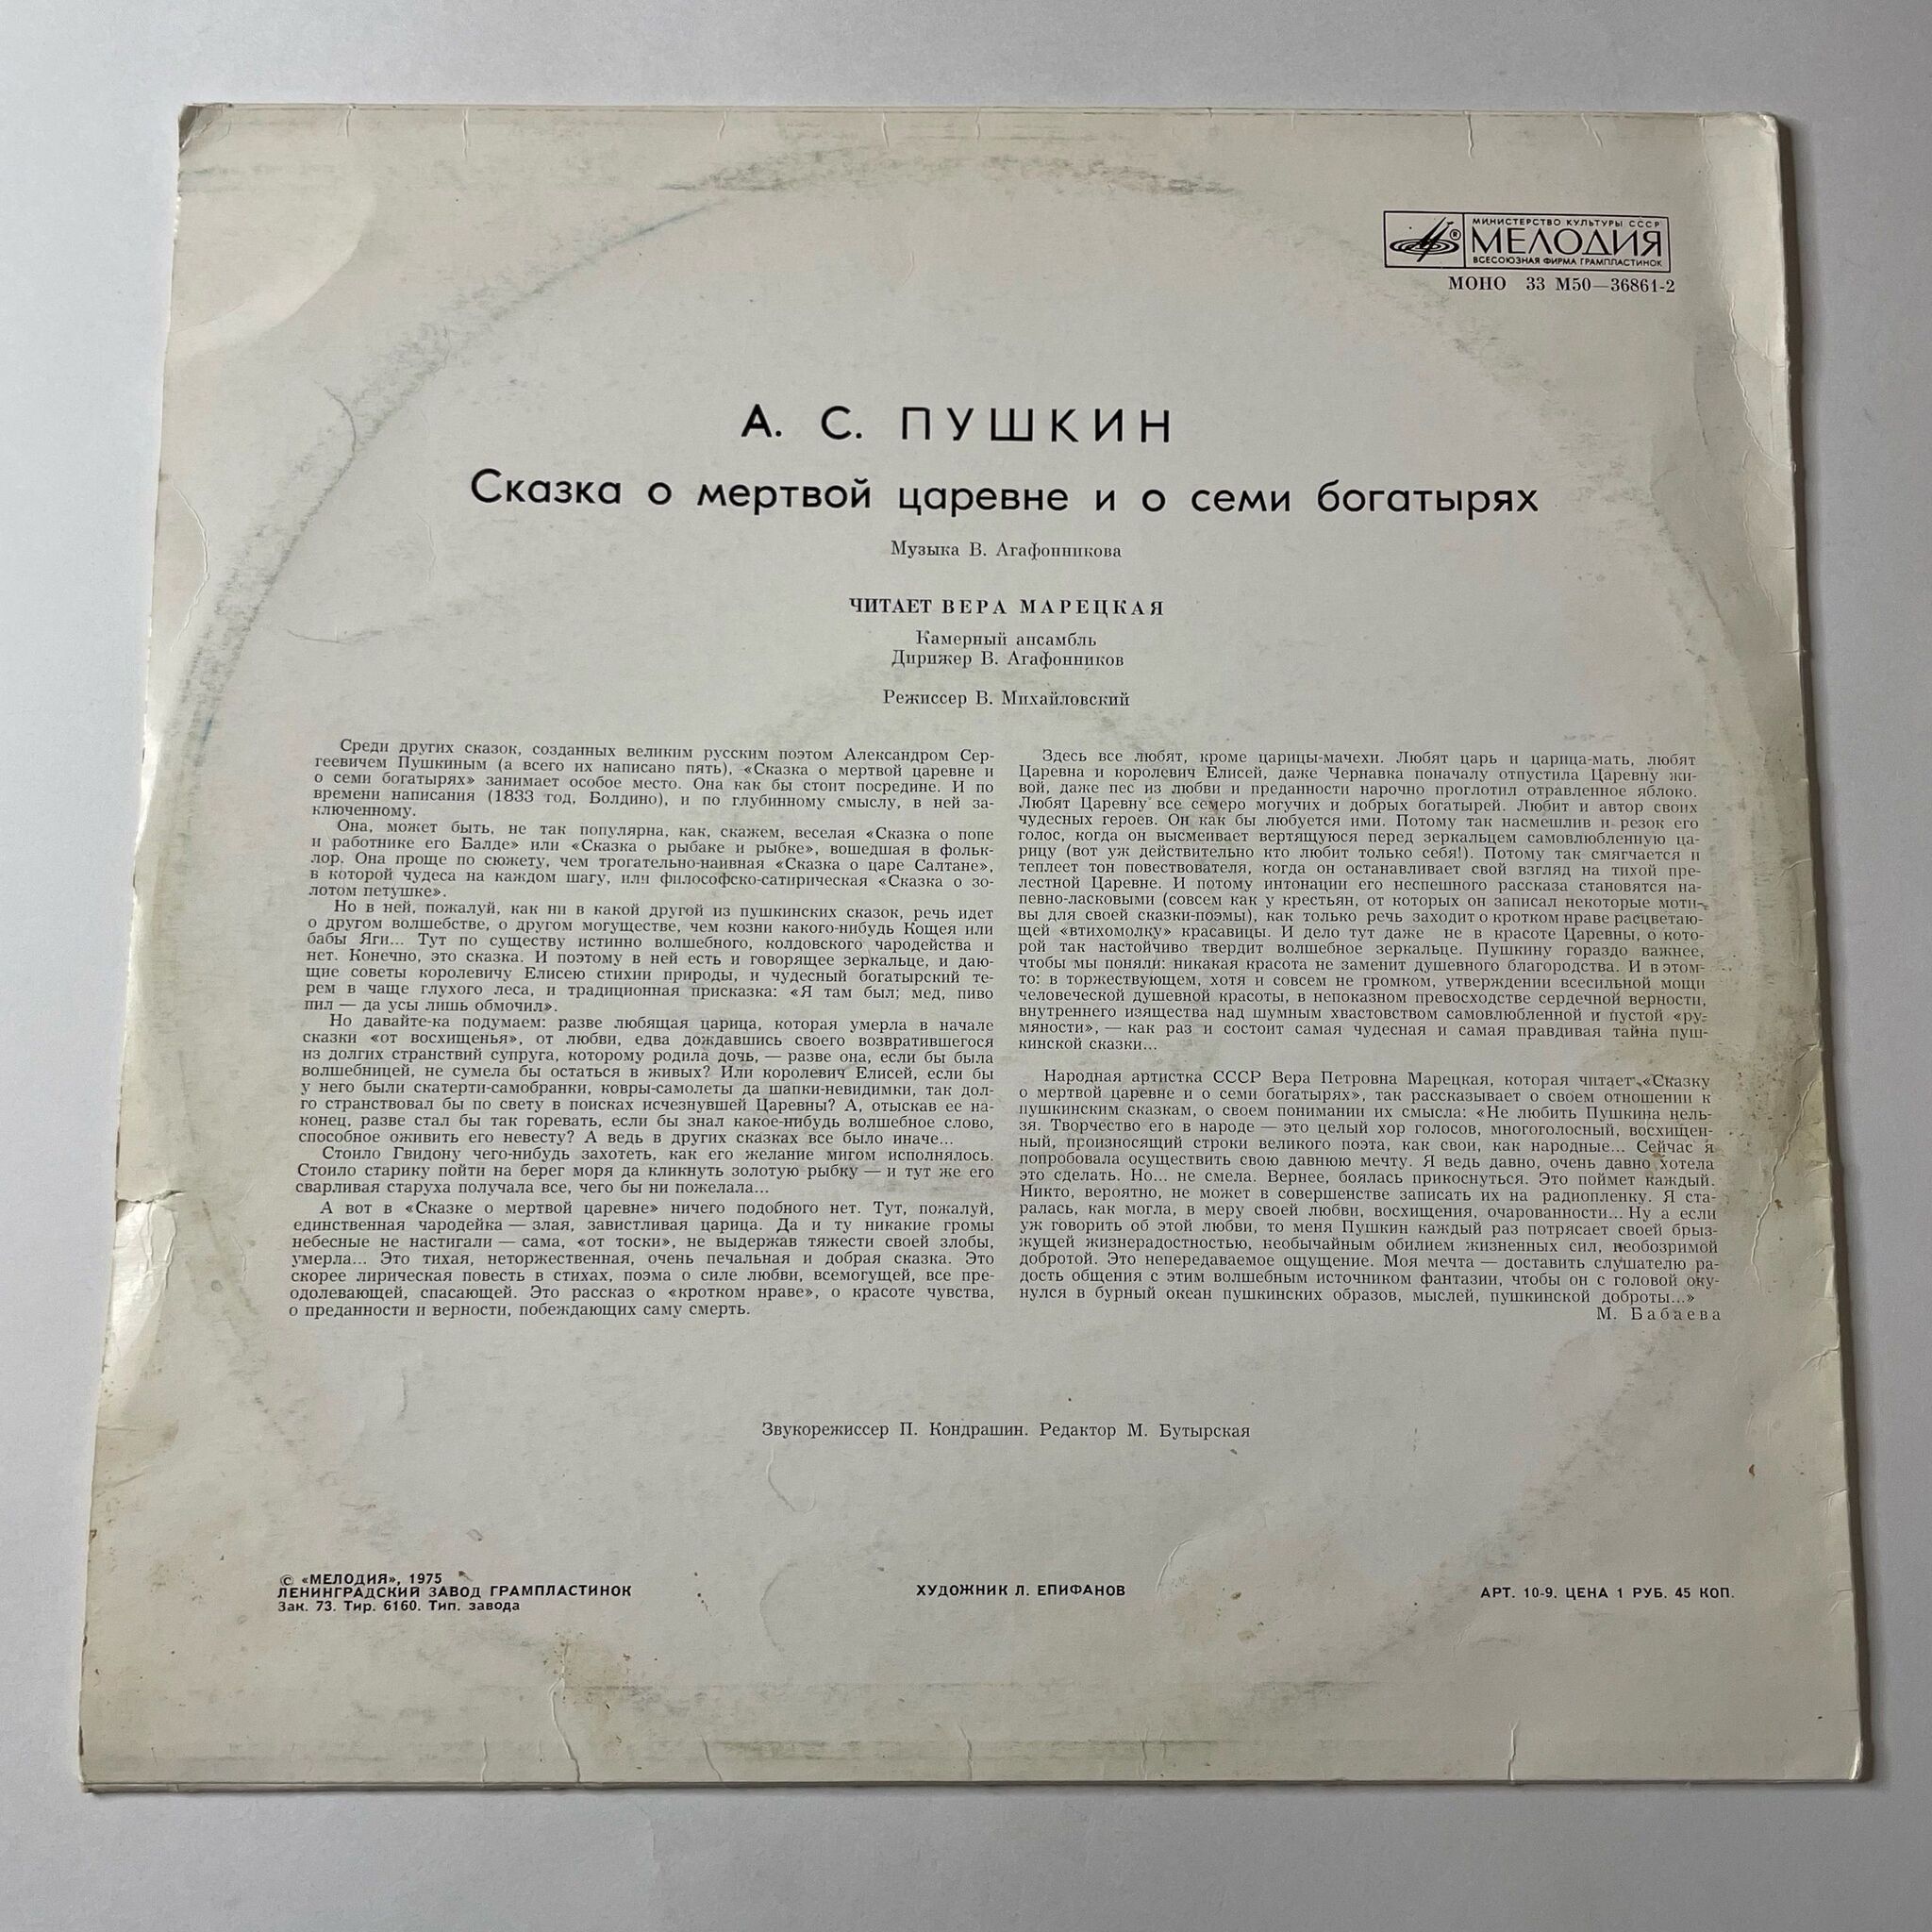 МИНИСТЕРСТВО КУЛЬТУРЫ СССР
МЕЛОДИЯ
ВСЕСОЮЗНАЯ ФИРМА ГРАМПЛАСТИНОК
МОНО 33 М50—36861-2
А. С. ПУШКИН
Сказка о мертвой царевне и о семи богатырях
Музыка В. Агафонникова
ЧИТАЕТ ВЕРА МАРЕЦКАЯ
Камерный ансамбль
Дирижер В. Агафонников
Режиссер В. Михайловский
Среди других сказок, созданных великим русским поэтом Александром Сер-
геевичем Пушкиным (а всего их написано пять), «Сказка о мертвой царевне и
о семи богатырях» занимает особое место. Она как бы стоит посредине. И по
времени написания (1833 год, Болдино), и по глубинному смыслу, в ней за-
ключенному.
Она, может быть, не так популярна, как, скажем, веселая «Сказка о попе
и работнике его Балде» или «Сказка о рыбаке и рыбке», вошедшая в фольк-
лор. Она проще по сюжету, чем трогательно-наивная «Сказка о царе Салтане»,
в которой чудеса на каждом шагу, или философско-сатирическая «Сказка о зо-
лотом петушке».
Но в ней, пожалуй, как ни в какой другой из пушкинских сказок, речь идет
о другом волшебстве, о другом могуществе, чем козни какого-нибудь Кощея или
бабы Яги... Тут по существу истинно волшебного, колдовского чародейства и
нет. Конечно, это сказка. И поэтому в ней есть и говорящее зеркальце, и даю-
щие советы королевичу Елисею стихии природы, и чудесный богатырский те-
рем в чаще глухого леса, и традиционная присказка: «Я там был; мед, пиво
пил — да усы лишь обмочил».
Но давайте-ка подумаем: разве любящая царица, которая умерла в начале
сказки «от восхищенья», от любви, едва дождавшись своего возвратившегося
из долгих странствий супруга, которому родила дочь, — разве она, если бы была
волшебницей, не сумела бы остаться в живых? Или королевич Елисей, если бы
у него были скатерти-самобранки, ковры-самолеты да шапки-невидимки, так дол-
го странствовал бы по свету в поисках исчезнувшей Царевны? А, отыскав ее на-
конец, разве стал бы так горевать, если бы знал какое-нибудь волшебное слово,
способное оживить его невесту? А ведь в других сказках все было иначе...
Стоило Гвидону чего-нибудь захотеть, как его желание мигом исполнялось.
Стоило старику пойти на берег моря да кликнуть золотую рыбку — и тут же его
сварливая старуха получала все, чего бы ни пожелала...
А вот в «Сказке о мертвой царевне» ничего подобного нет. Тут, пожалуй,
единственная чародейка — злая, завистливая царица. Да и ту никакие громы
небесные не настигали — сама, «от тоски», не выдержав тяжести своей злобы,
умерла... Это тихая, неторжественная, очень печальная и добрая сказка. Это
скорее лирическая повесть в стихах, поэма о силе любви, всемогущей, все пре-
одолевающей, спасающей. Это рассказ о «кротком нраве», о красоте чувства,
о преданности и верности, побеждающих саму смерть.
Здесь все любят, кроме царицы-мачехи. Любят царь и царица-мать, любят
Царевна и королевич Елисей, даже Чернавка поначалу отпустила Царевну жи-
вой, даже пес из любви и преданности нарочно проглотил отравленное яблоко.
Любят Царевну все семеро могучих и добрых богатырей. Любит и автор своих
чудесных героев. Он как бы любуется ими. Потому так насмешлив и резок его
голос, когда он высмеивает вертящуюся перед зеркальцем самовлюбленную ца-
рицу (вот уж действительно кто любит только себя!). Потому так смягчается и
теплеет тон повествователя, когда он останавливает свой взгляд на тихой пре-
лестной Царевне. И потому интонации его неспешного рассказа становятся на-
певно-ласковыми (совсем как у крестьян, от которых он записал некоторые моти-
вы для своей сказки-поэмы), как только речь заходит о кротком нраве расцветаю-
щей «втихомолку» красавицы. И дело тут даже не в красоте Царевны, о кото-
рой так настойчиво твердит волшебное зеркальце. Пушкину гораздо важнее,
чтобы мы поняли: никакая красота не заменит душевного благородства. И в этом-
то: в торжествующем, хотя и совсем не громком, утверждении всесильной мощи
человеческой душевной красоты, в непоказном превосходстве сердечной верности,
внутреннего изящества над шумным хвастовством самовлюбленной и пустой «ру-
мяности», — как раз и состоит самая чудесная и самая правдивая тайна пуш-
кинской сказки...
Народная артистка СССР Вера Петровна Марецкая, которая читает «Сказку
о мертвой царевне и о семи богатырях», так рассказывает о своем отношении к
пушкинским сказкам, о своем понимании их смысла: «Не любить Пушкина нель-
зя. Творчество его в народе — это целый хор голосов, многоголосный, восхищен-
ный, произносящий строки великого поэта, как свои, как народные... Сейчас я
попробовала осуществить свою давнюю мечту. Я ведь давно, очень давно хотела
это сделать. Но... не смела. Вернее, боялась прикоснуться. Это поймет каждый.
Никто, вероятно, не может в совершенстве записать их на радиопленку. Я ста-
ралась, как могла, в меру своей любви, восхищения, очарованности... Ну а если
уж говорить об этой любви, то меня Пушкин каждый раз потрясает своей брыз-
жущей жизнерадостностью, необычайным обилием жизненных сил, необозримой
добротой. Это непередаваемое ощущение. Моя мечта — доставить слушателю ра-
дость общения с этим волшебным источником фантазии, чтобы он с головой оку-
нулся в бурный океан пушкинских образов, мыслей, пушкинской доброты...»
М. Бабаева
Звукорежиссер П. Кондрашин. Редактор М. Бутырская
© «МЕЛОДИЯ», 1975
ЛЕНИНГРАДСКИЙ ЗАВОД ГРАМПЛАСТИНОК
Зак. 73. Тир. 6160. Тип. завода
ХУДОЖНИК Л. ЕПИФАНОВ
АРТ. 10-9. ЦЕНА 1 РУБ. 45 КОП.